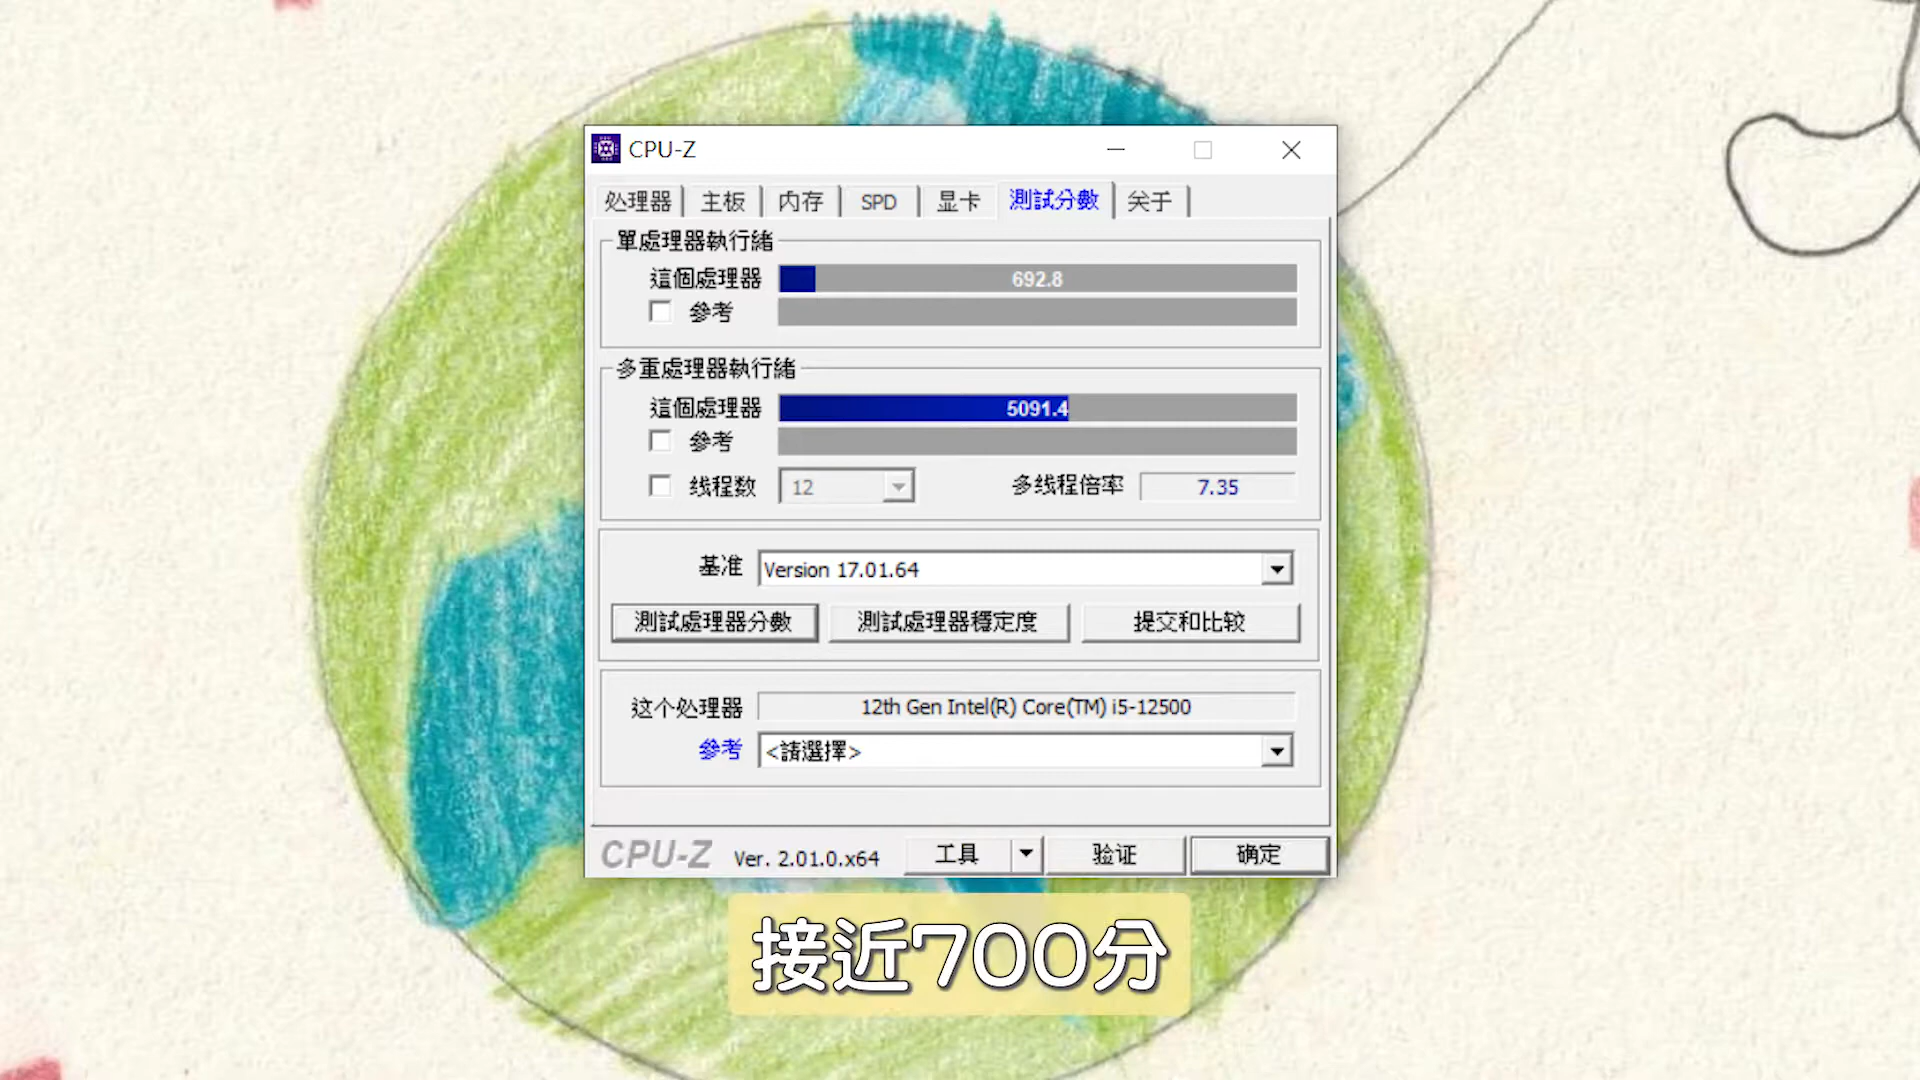 CPU-Z
处理器 主板 内存 SPD 显卡 測試分數 关于
單處理器執行緒
這個處理器 692.8
參考
多重處理器執行緒
這個處理器 5091.4
參考
线程数 12 多线程倍率 7.35
基准 Version 17.01.64
測試處理器分數 測試處理器穩定度 提交和比较
这个处理器 12th Gen Intel(R) Core(TM) i5-12500
參考 <請選擇>
CPU-Z Ver. 2.01.0.x64 工具 验证 确定
接近700分